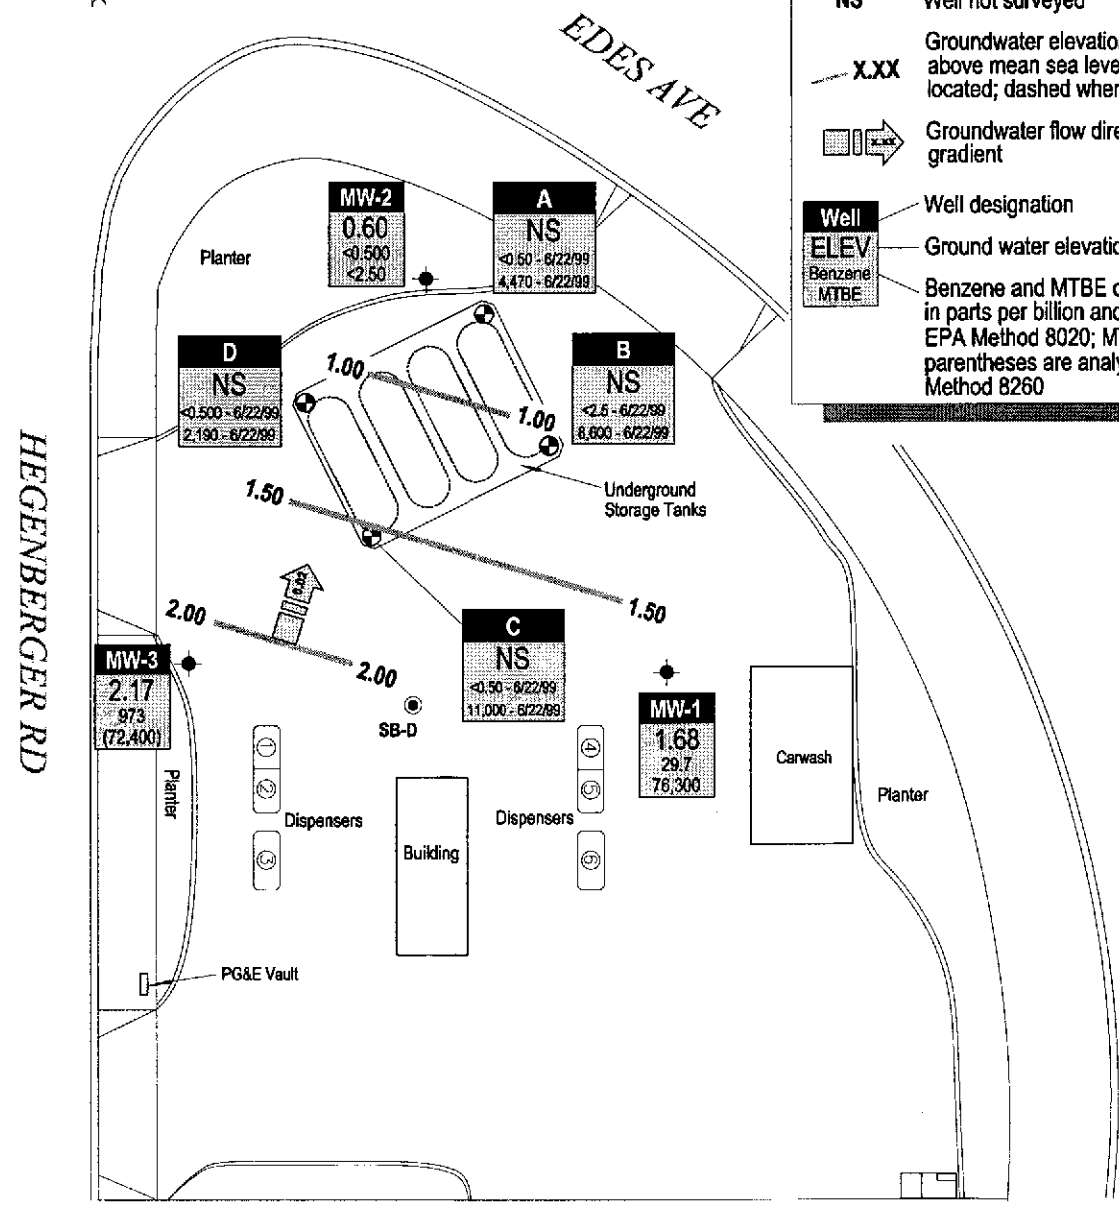 EDES AVE
NS Well not surveyed
X.XX Groundwater elevatio
above mean sea leve
located; dashed wher
x.xx Groundwater flow dire
gradient
Well
ELEV
Benzene
MTBE
Well designation
Ground water elevatio
Benzene and MTBE c
in parts per billion and
EPA Method 8020; MT
parentheses are analy
Method 8260
HEGENBERGER RD
Planter
MW-2
0.60
<0.500
<2.50
A
NS
<0.50 - 6/22/99
4,470 - 6/22/99
D
NS
<0.500 - 6/22/99
2,190 - 6/22/99
B
NS
<2.5 - 6/22/99
6,600 - 6/22/99
1.00
1.00
Underground
Storage Tanks
1.50
1.50
0.02
2.00
2.00
C
NS
<0.50 - 6/22/99
11,000 - 6/22/99
MW-3
2.17
973
(72,400)
SB-D
MW-1
1.68
29.7
76,300
Carwash
Planter
Planter
1
2
3
Dispensers
Building
Dispensers
4
5
6
PG&E Vault